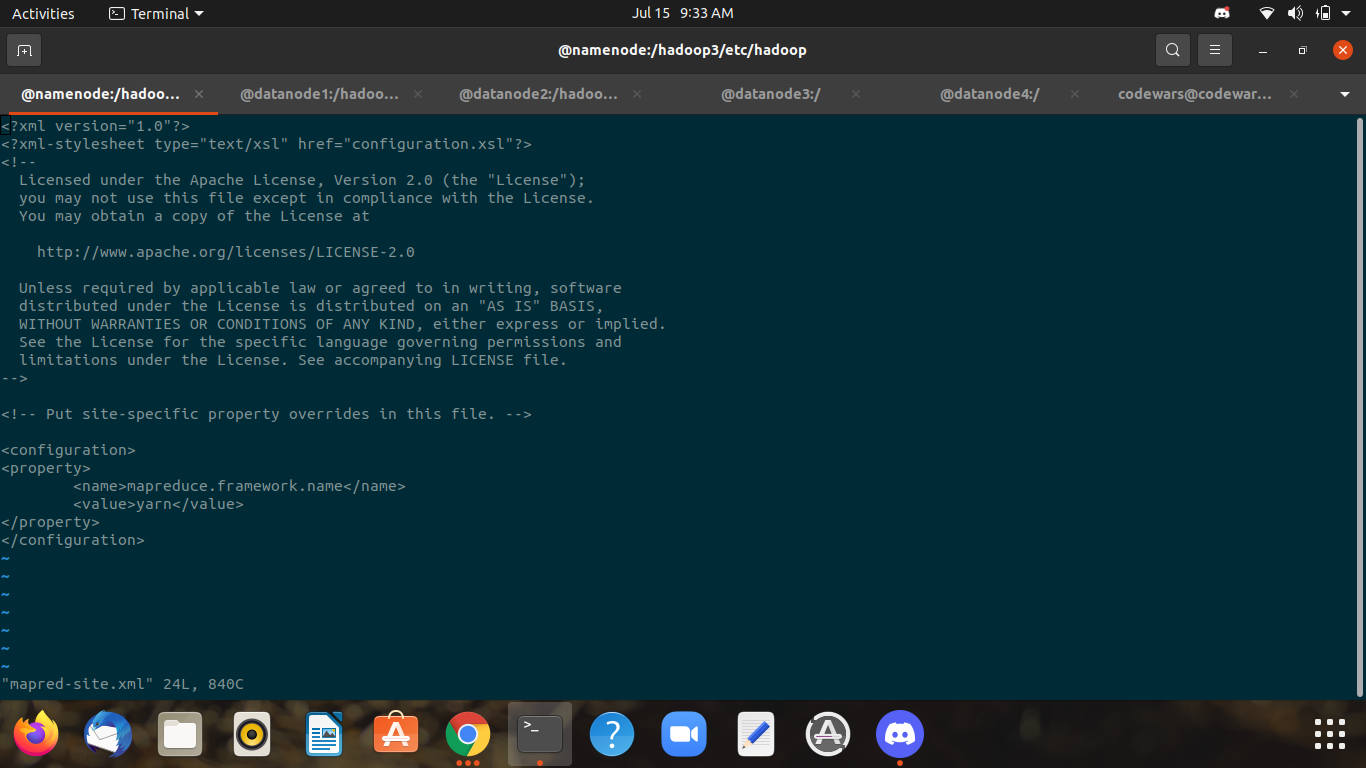 Activities Terminal Jul 15 9:33 AM
@namenode:/hadoop3/etc/hadoop
@namenode:/hadoo... @datanode1:/hadoo... @datanode2:/hadoo... @datanode3:/ @datanode4:/ codewars@codewar...
<?xml version="1.0"?>
<?xml-stylesheet type="text/xsl" href="configuration.xsl"?>
<!--
  Licensed under the Apache License, Version 2.0 (the "License");
  you may not use this file except in compliance with the License.
  You may obtain a copy of the License at

    http://www.apache.org/licenses/LICENSE-2.0

  Unless required by applicable law or agreed to in writing, software
  distributed under the License is distributed on an "AS IS" BASIS,
  WITHOUT WARRANTIES OR CONDITIONS OF ANY KIND, either express or implied.
  See the License for the specific language governing permissions and
  limitations under the License. See accompanying LICENSE file.
-->

<!-- Put site-specific property overrides in this file. -->

<configuration>
<property>
        <name>mapreduce.framework.name</name>
        <value>yarn</value>
</property>
</configuration>
~
~
~
~
~
~
~
"mapred-site.xml" 24L, 840C